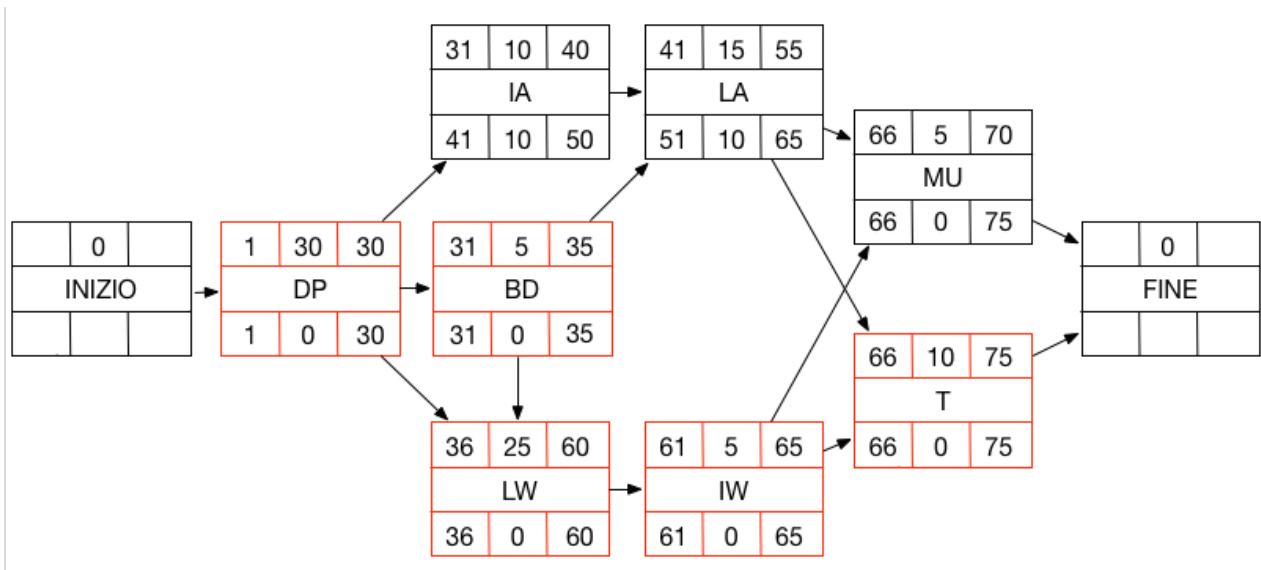 31 10 40
IA
41 10 50
41 15 55
LA
51 10 65
66 5 70
MU
66 0 75
0
INIZIO
1 30 30
DP
1 0 30
31 5 35
BD
31 0 35
0
FINE
66 10 75
T
66 0 75
36 25 60
LW
36 0 60
61 5 65
IW
61 0 65